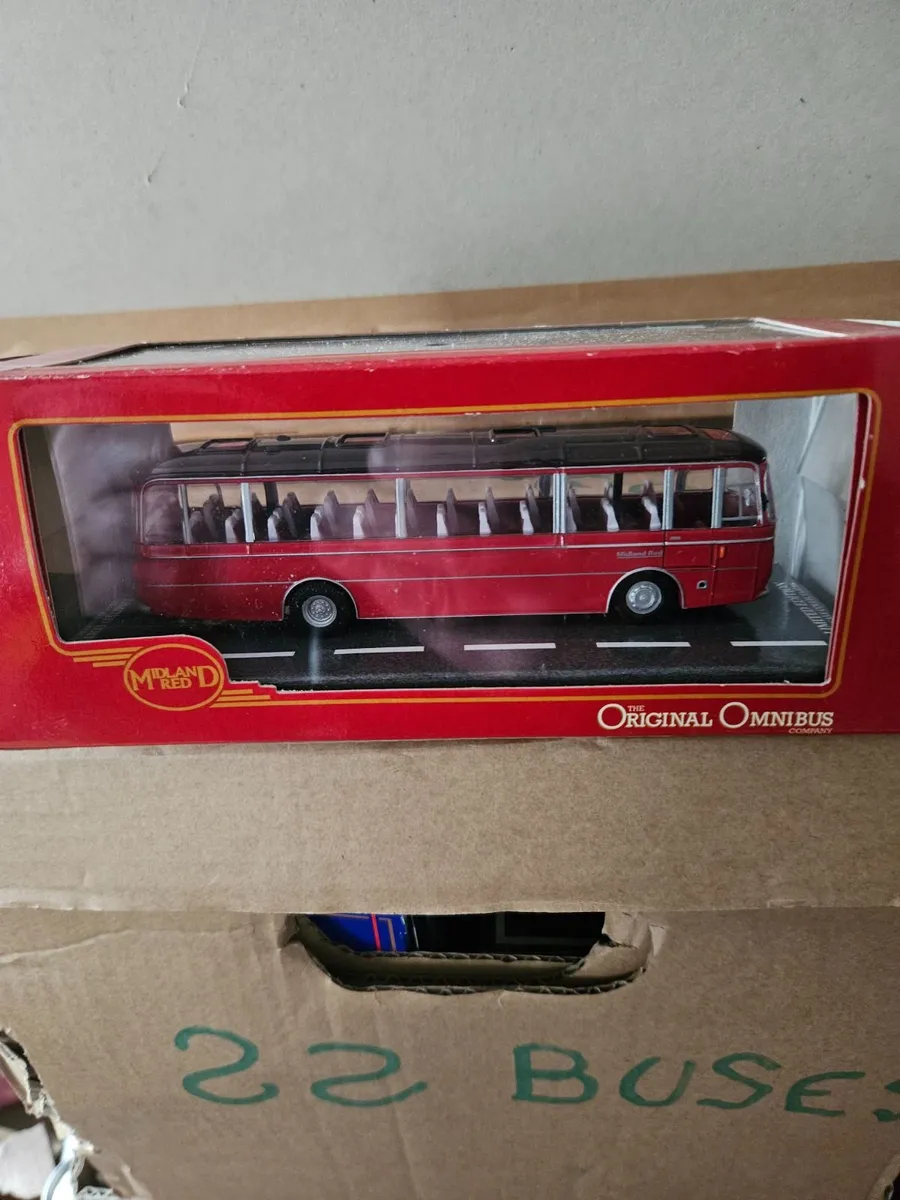 Midland Red
MIDLAND
RED
THE
ORIGINAL OMNIBUS
COMPANY
22 BUSES